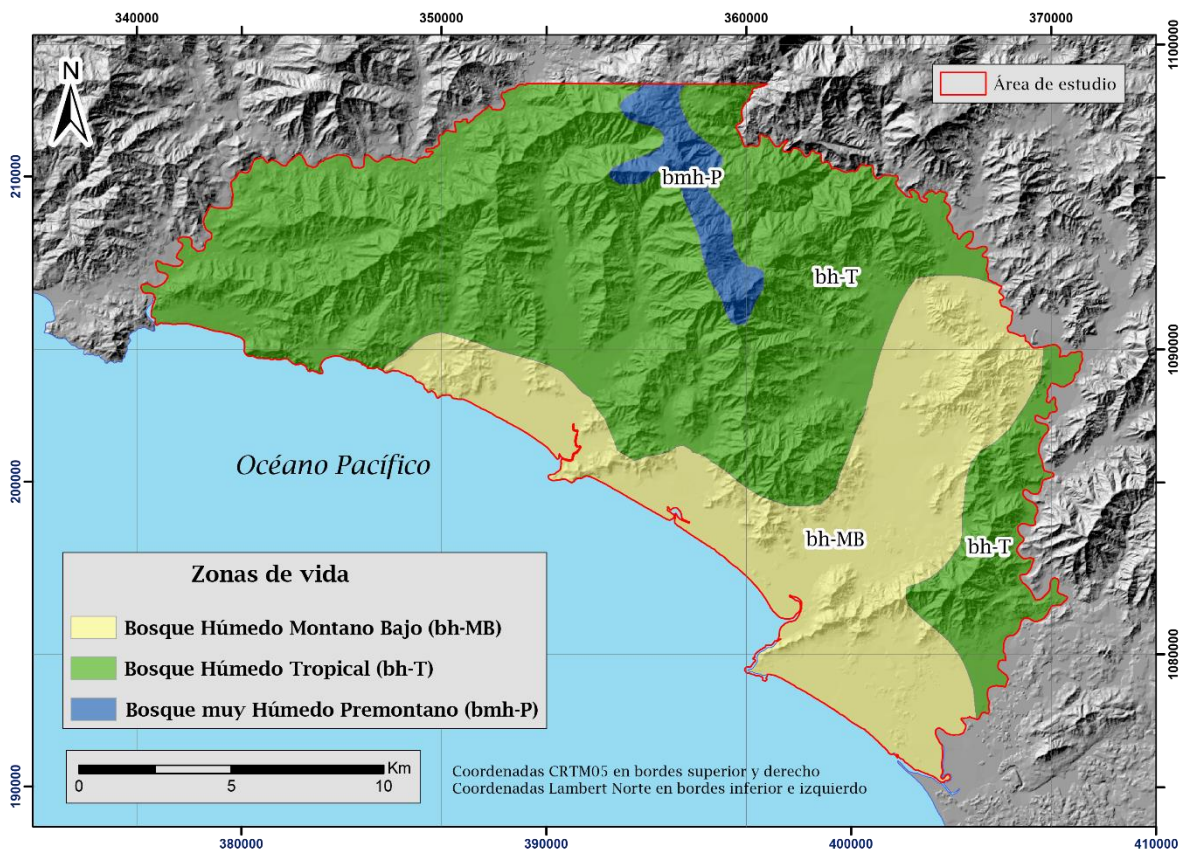 340000
350000
360000
370000
1100000
N
Área de estudio
210000
bmh-P
bh-T
1090000
Océano Pacífico
200000
bh-MB
bh-T
Zonas de vida
Bosque Húmedo Montano Bajo (bh-MB)
Bosque Húmedo Tropical (bh-T)
Bosque muy Húmedo Premontano (bmh-P)
1080000
Km
0
5
10
Coordenadas CRTM05 en bordes superior y derecho
Coordenadas Lambert Norte en bordes inferior e izquierdo
190000
380000
390000
400000
410000